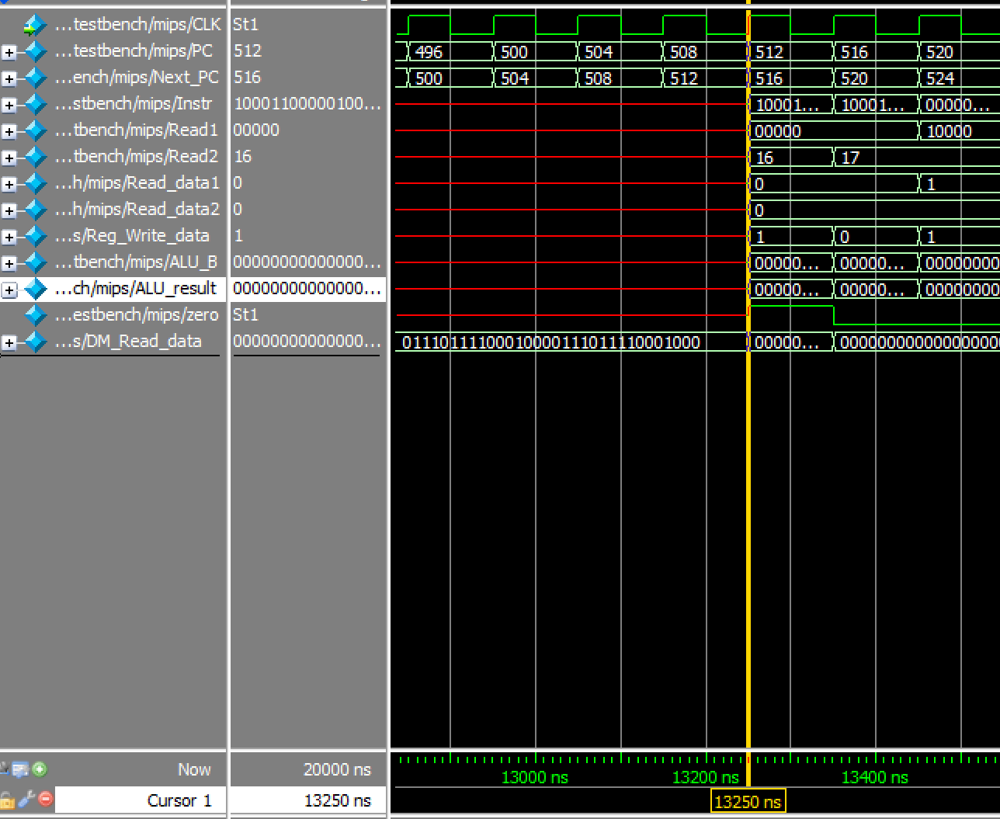 ...testbench/mips/CLK St1
...testbench/mips/PC 512 496 500 504 508 512 516 520
...ench/mips/Next_PC 516 500 504 508 512 516 520 524
...stbench/mips/Instr 10001100000100... 10001... 10001... 00000...
...tbench/mips/Read1 00000 00000 10000
...tbench/mips/Read2 16 16 17
...h/mips/Read_data1 0 0 1
...h/mips/Read_data2 0 0
...s/Reg_Write_data 1 1 0 1
...tbench/mips/ALU_B 00000000000000... 00000... 00000... 00000000
...ch/mips/ALU_result 00000000000000... 00000... 00000... 00000000
...estbench/mips/zero St1
...s/DM_Read_data 00000000000000... 01110111100010000111011110001000 00000... 0000000000000000
Now 20000 ns 13000 ns 13200 ns 13400 ns
Cursor 1 13250 ns 13250 ns